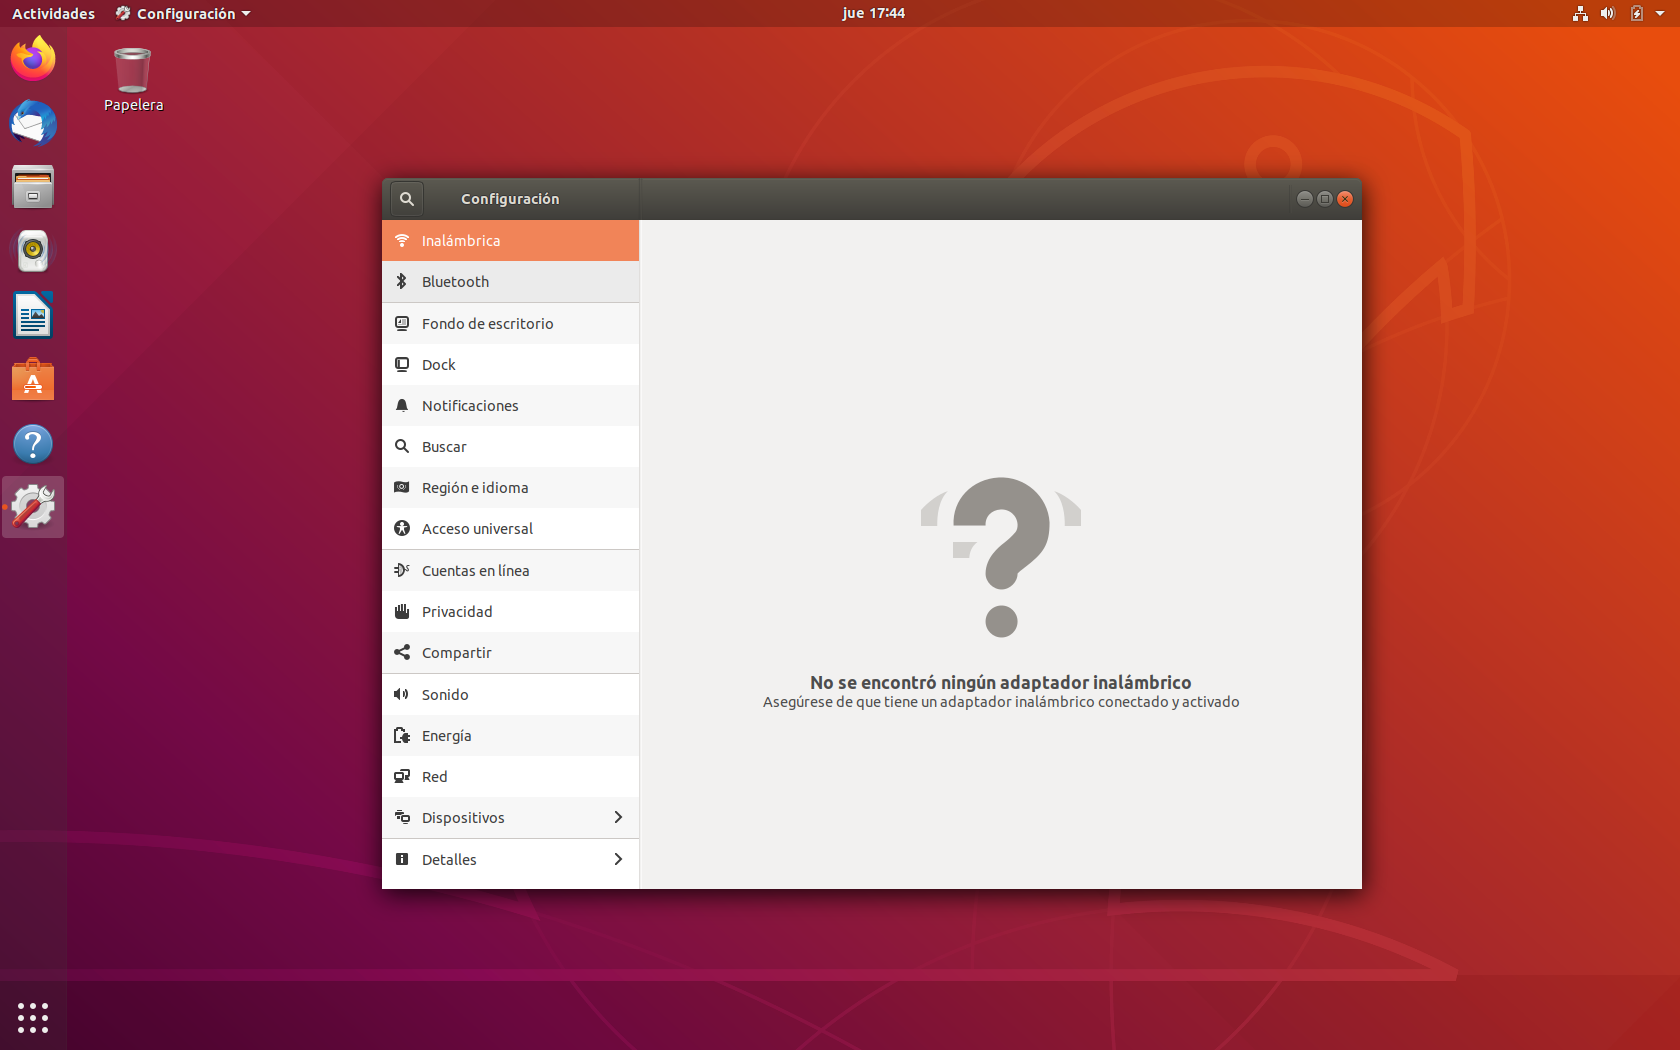 Actividades
Configuración
jue 17:44
Papelera
Configuración
Inalámbrica
Bluetooth
Fondo de escritorio
Dock
Notificaciones
Buscar
Región e idioma
Acceso universal
Cuentas en línea
Privacidad
Compartir
Sonido
Energía
Red
Dispositivos
Detalles
No se encontró ningún adaptador inalámbrico
Asegúrese de que tiene un adaptador inalámbrico conectado y activado